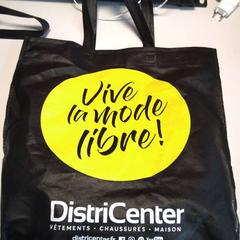 Vive
la mode
libre!
DistriCenter
VÊTEMENTS • CHAUSSURES • MAISON
districenter.fr